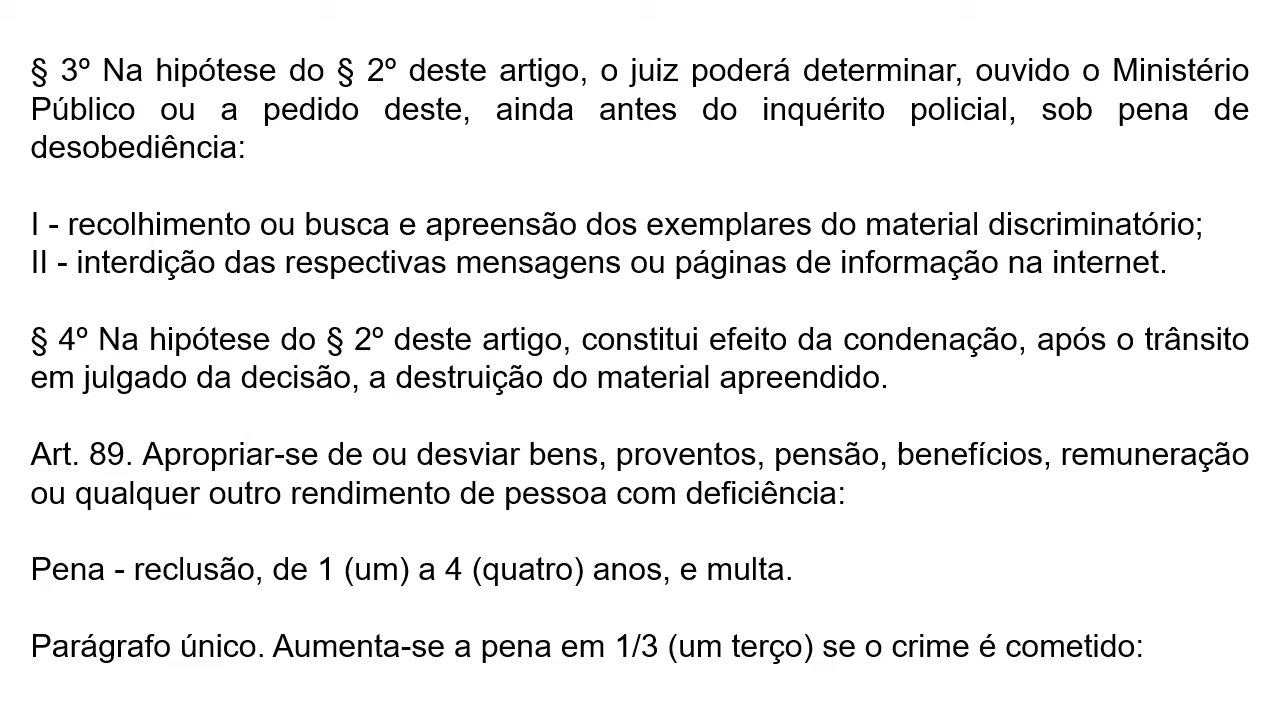 § 3º Na hipótese do § 2º deste artigo, o juiz poderá determinar, ouvido o Ministério
Público ou a pedido deste, ainda antes do inquérito policial, sob pena de
desobediência:
I - recolhimento ou busca e apreensão dos exemplares do material discriminatório;
II - interdição das respectivas mensagens ou páginas de informação na internet.
§ 4º Na hipótese do § 2º deste artigo, constitui efeito da condenação, após o trânsito
em julgado da decisão, a destruição do material apreendido.
Art. 89. Apropriar-se de ou desviar bens, proventos, pensão, benefícios, remuneração
ou qualquer outro rendimento de pessoa com deficiência:
Pena - reclusão, de 1 (um) a 4 (quatro) anos, e multa.
Parágrafo único. Aumenta-se a pena em 1/3 (um terço) se o crime é cometido: